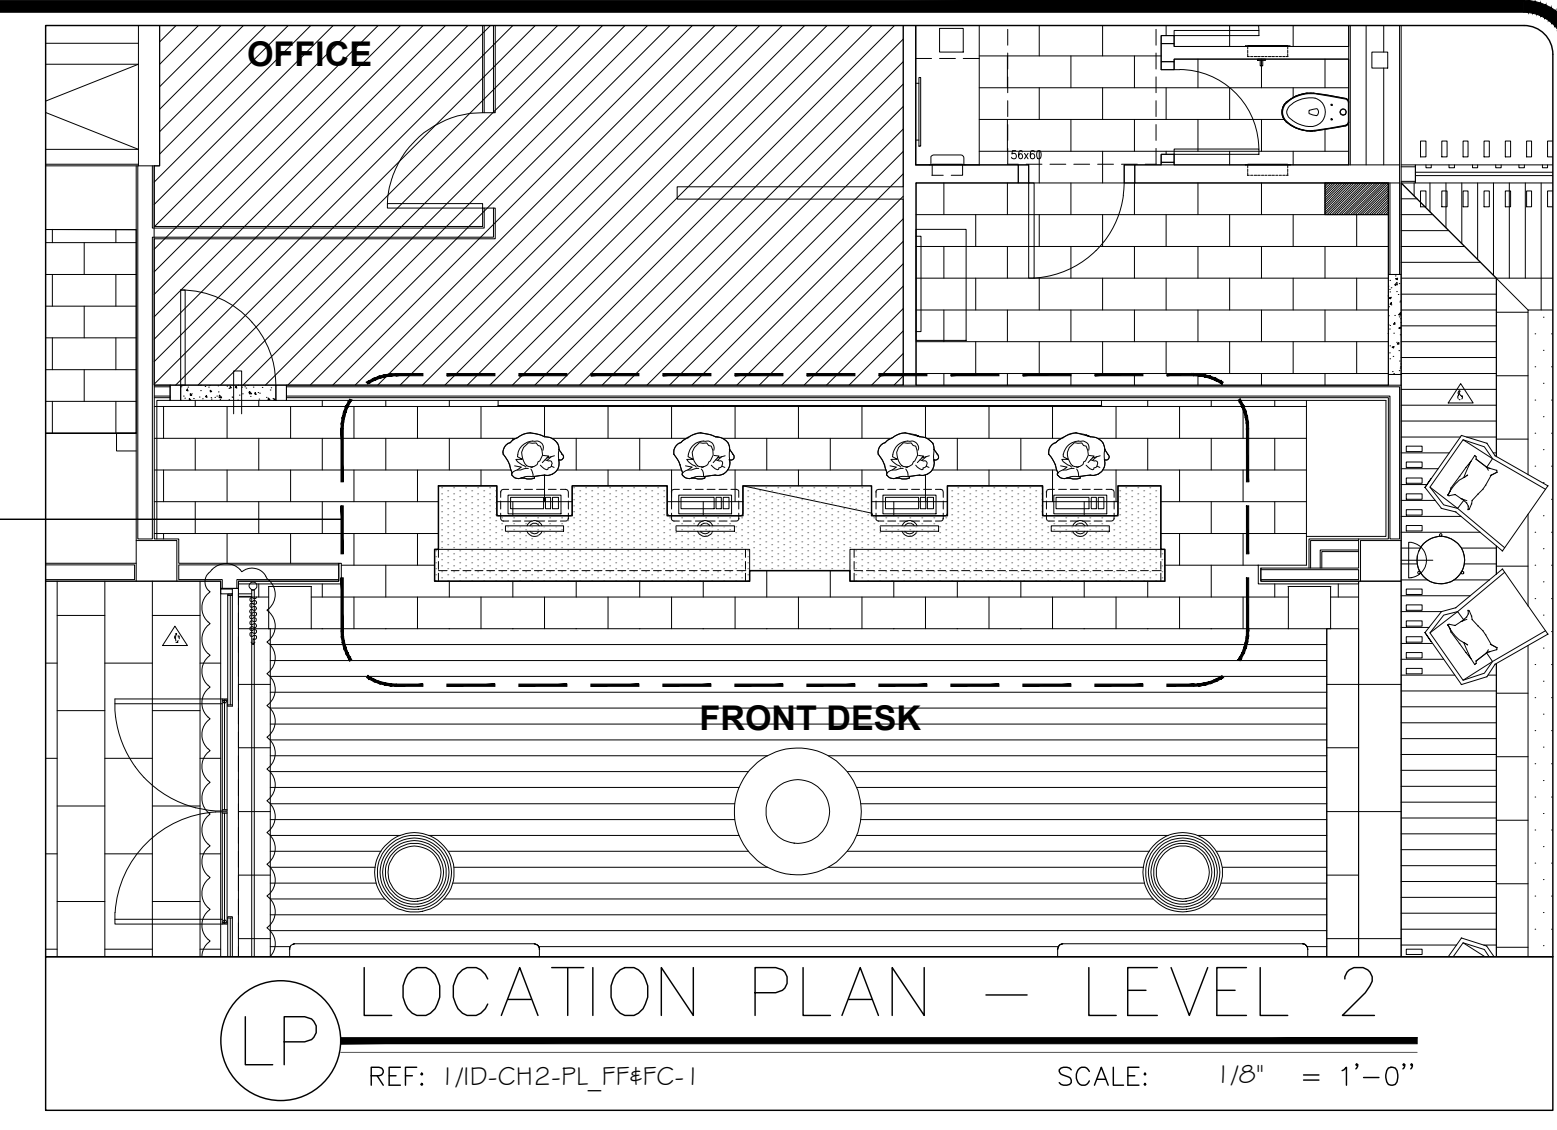 OFFICE
56x60
FRONT DESK
LOCATION PLAN - LEVEL 2
LP
REF: 1/ID-CH2-PL_FF&FC-1
SCALE: 1/8" = 1'-0''